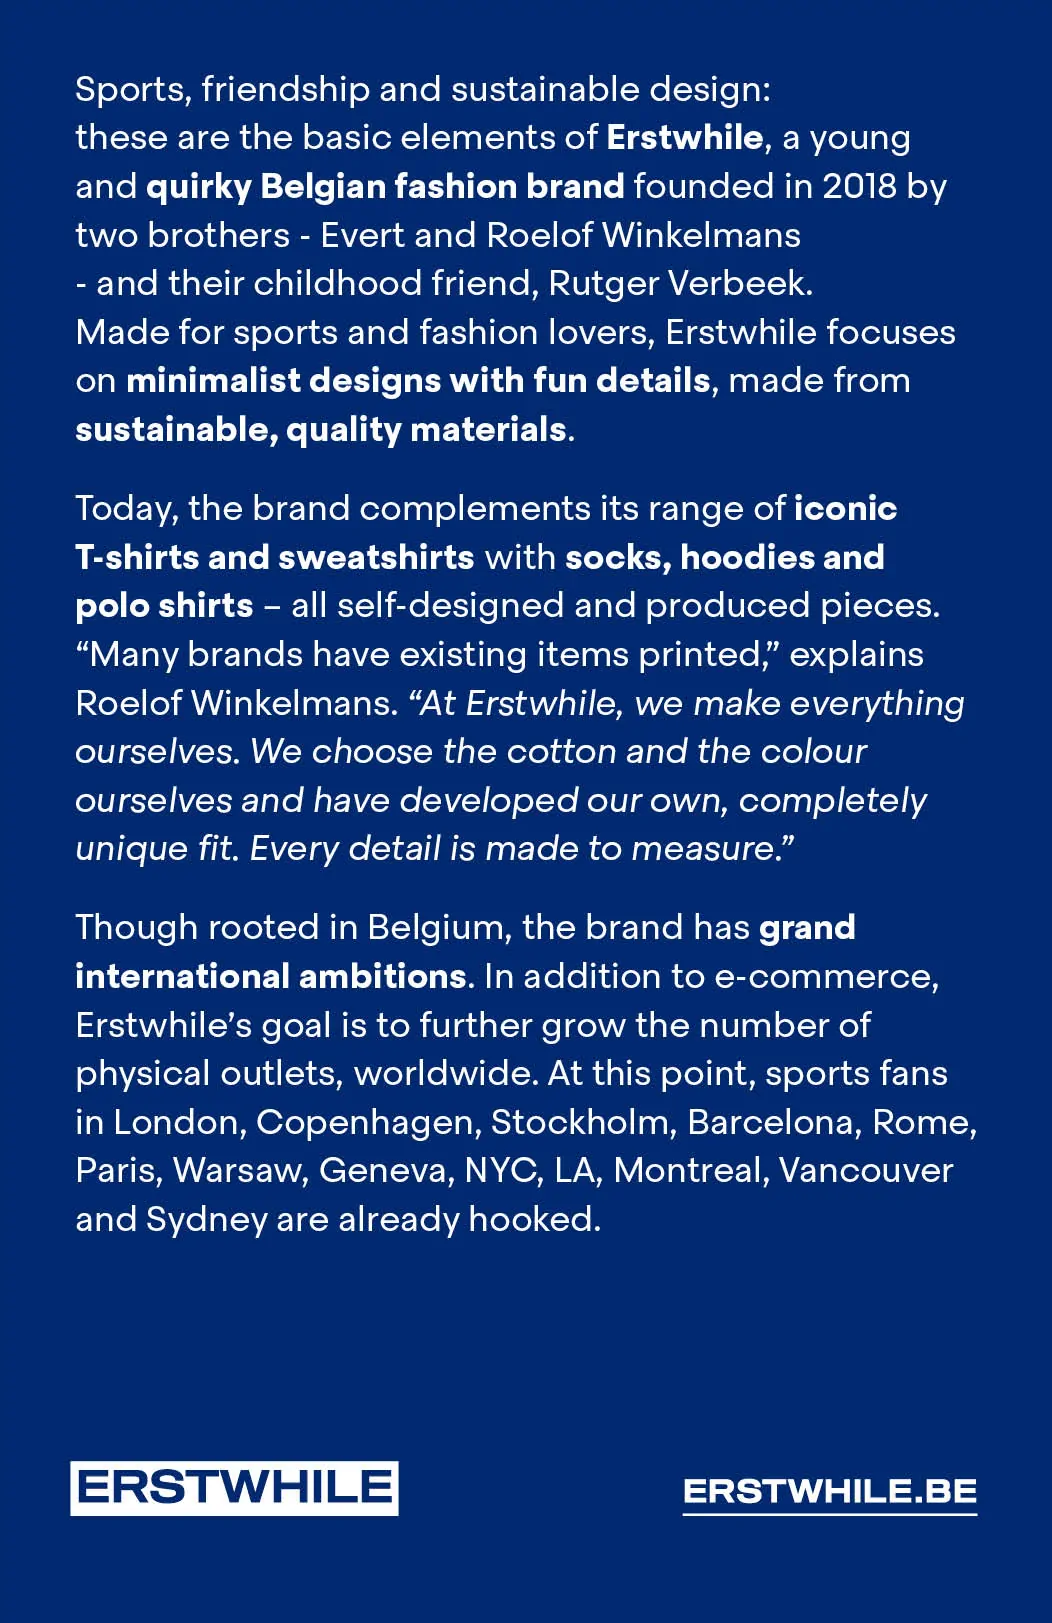 Sports, friendship and sustainable design:
these are the basic elements of Erstwhile, a young
and quirky Belgian fashion brand founded in 2018 by
two brothers - Evert and Roelof Winkelmans
- and their childhood friend, Rutger Verbeek.
Made for sports and fashion lovers, Erstwhile focuses
on minimalist designs with fun details, made from
sustainable, quality materials.
Today, the brand complements its range of iconic
T-shirts and sweatshirts with socks, hoodies and
polo shirts – all self-designed and produced pieces.
“Many brands have existing items printed,” explains
Roelof Winkelmans. “At Erstwhile, we make everything
ourselves. We choose the cotton and the colour
ourselves and have developed our own, completely
unique fit. Every detail is made to measure.”
Though rooted in Belgium, the brand has grand
international ambitions. In addition to e-commerce,
Erstwhile’s goal is to further grow the number of
physical outlets, worldwide. At this point, sports fans
in London, Copenhagen, Stockholm, Barcelona, Rome,
Paris, Warsaw, Geneva, NYC, LA, Montreal, Vancouver
and Sydney are already hooked.
ERSTWHILE
ERSTWHILE.BE